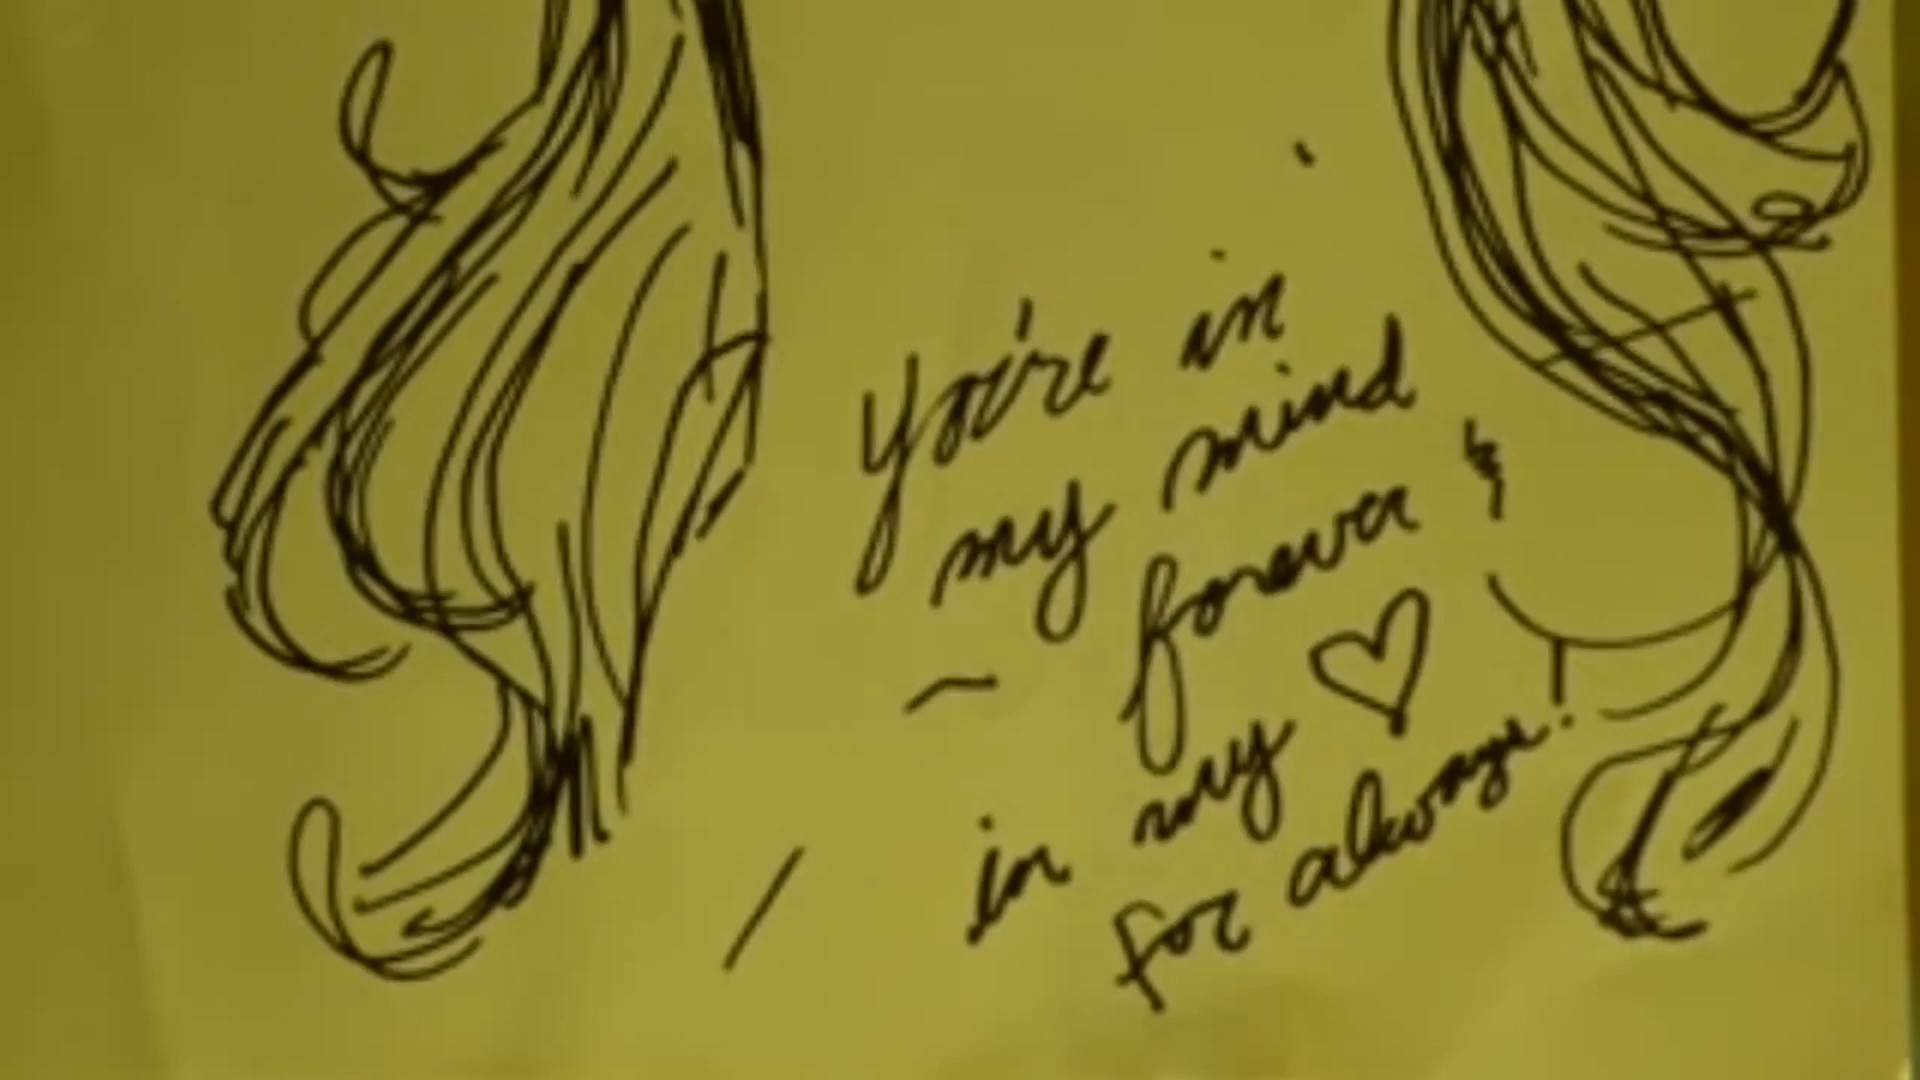 You're in
my mind
forever &
in my ♡
for always!